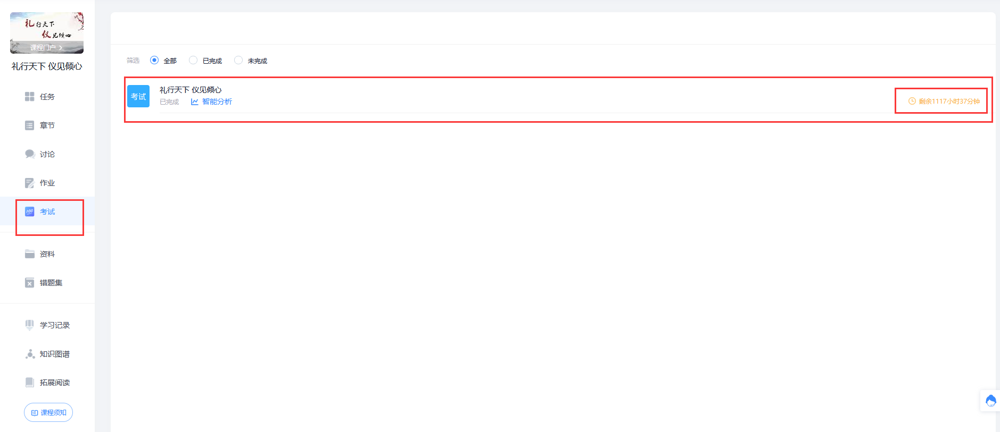 礼行天下
仪见倾心
课程门户
礼行天下 仪见倾心
任务
章节
讨论
作业
100
考试
资料
错题集
学习记录
知识图谱
拓展阅读
课程须知
筛选 全部 已完成 未完成
考试
礼行天下 仪见倾心
已完成 智能分析
剩余1117小时37分钟